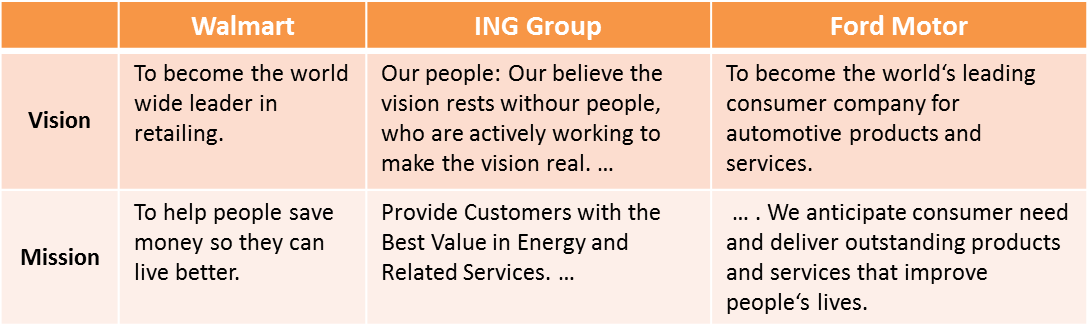 Walmart
ING Group
Ford Motor
Vision
To become the world
wide leader in
retailing.
Our people: Our believe the
vision rests withour people,
who are actively working to
make the vision real. …
To become the world‘s leading
consumer company for
automotive products and
services.
Mission
To help people save
money so they can
live better.
Provide Customers with the
Best Value in Energy and
Related Services. …
… . We anticipate consumer need
and deliver outstanding products
and services that improve
people‘s lives.